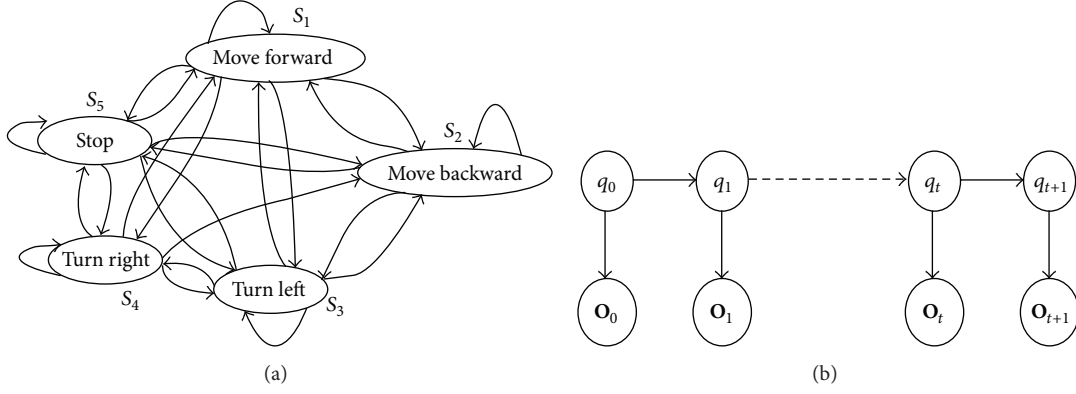 S₁
Move forward
S₅
Stop
S₂
Move backward
Turn right
S₄
Turn left
S₃
(a)
q₀
q₁
qₜ
qₜ₊₁
O₀
O₁
Oₜ
Oₜ₊₁
(b)